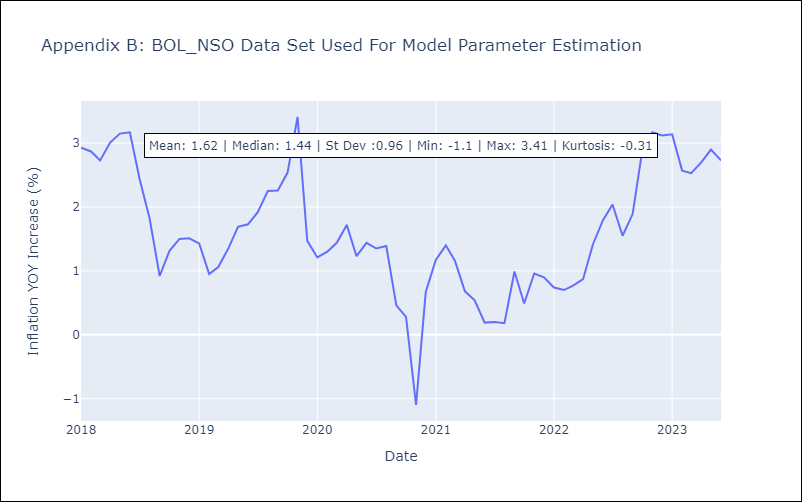 Appendix B: BOL_NSO Data Set Used For Model Parameter Estimation
Mean: 1.62 | Median: 1.44 | St Dev :0.96 | Min: -1.1 | Max: 3.41 | Kurtosis: -0.31
Inflation YOY Increase (%)
3
2
1
0
−1
2018 2019 2020 2021 2022 2023
Date